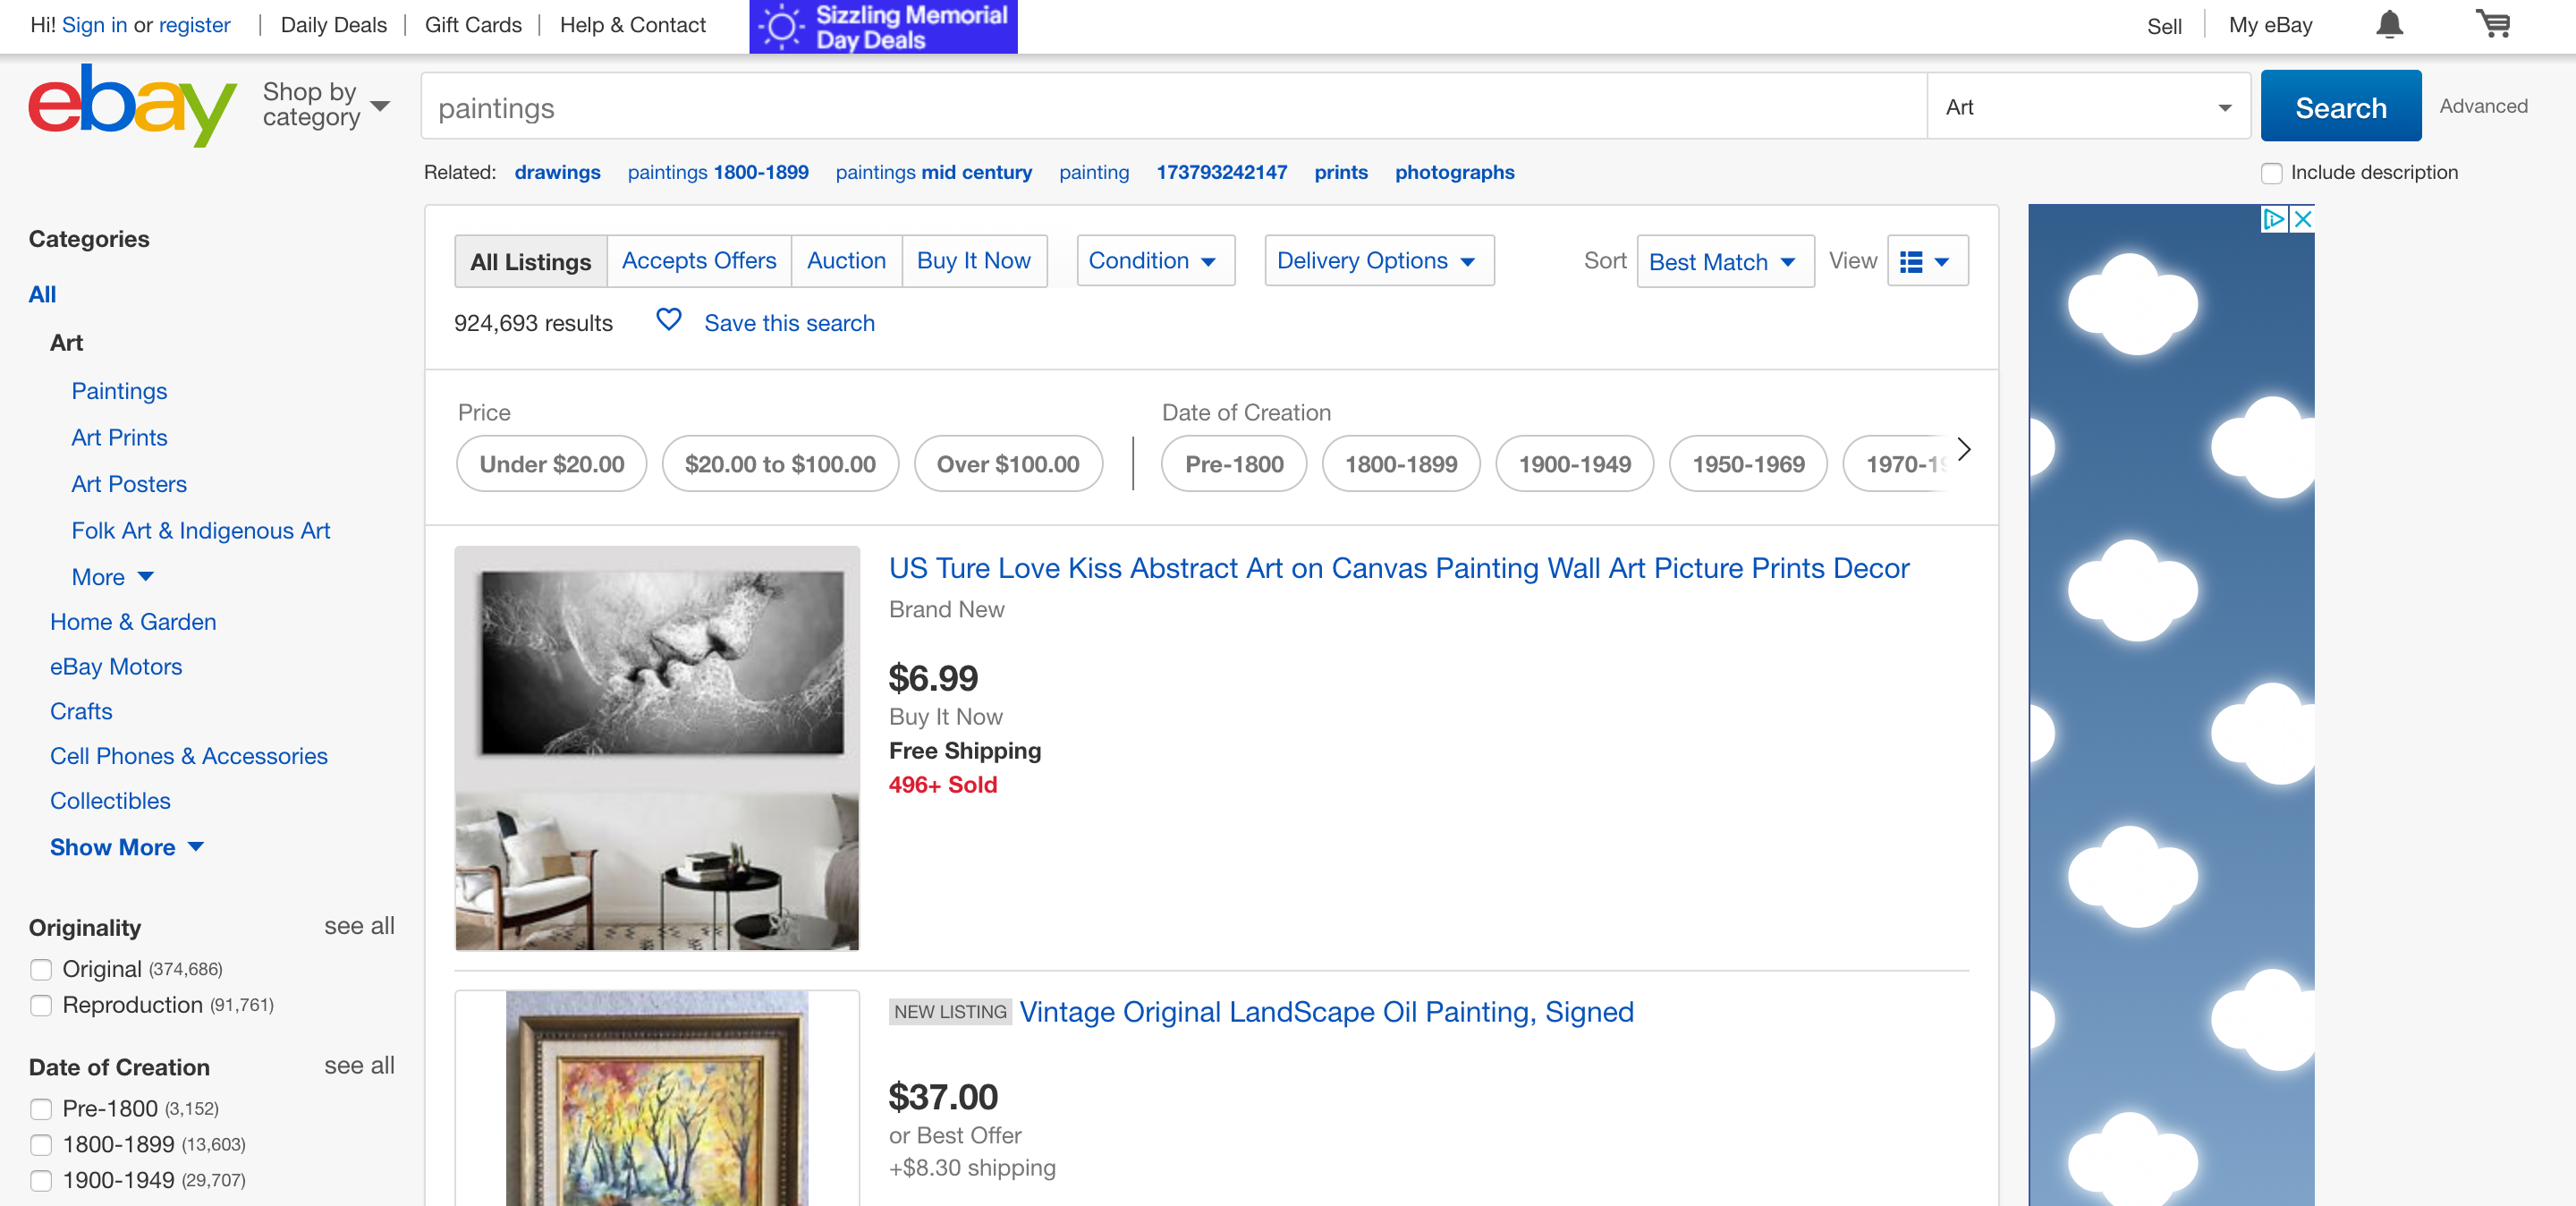 Hi! Sign in or register
Daily Deals
Gift Cards
Help & Contact
Sizzling Memorial
Day Deals
Sell
My eBay
ebay
Shop by
category
paintings
Art
Search
Advanced
Related: drawings paintings 1800-1899 paintings mid century painting 173793242147 prints photographs
Include description
Categories
All
Art
Paintings
Art Prints
Art Posters
Folk Art & Indigenous Art
More
Home & Garden
eBay Motors
Crafts
Cell Phones & Accessories
Collectibles
Show More
Originality see all
Original (374,686)
Reproduction (91,761)
Date of Creation see all
Pre-1800 (3,152)
1800-1899 (13,603)
1900-1949 (29,707)
All Listings
Accepts Offers
Auction
Buy It Now
Condition
Delivery Options
Sort
Best Match
View
924,693 results
Save this search
Price
Under $20.00
$20.00 to $100.00
Over $100.00
Date of Creation
Pre-1800
1800-1899
1900-1949
1950-1969
1970-19
US Ture Love Kiss Abstract Art on Canvas Painting Wall Art Picture Prints Decor
Brand New
$6.99
Buy It Now
Free Shipping
496+ Sold
NEW LISTING Vintage Original LandScape Oil Painting, Signed
$37.00
or Best Offer
+$8.30 shipping